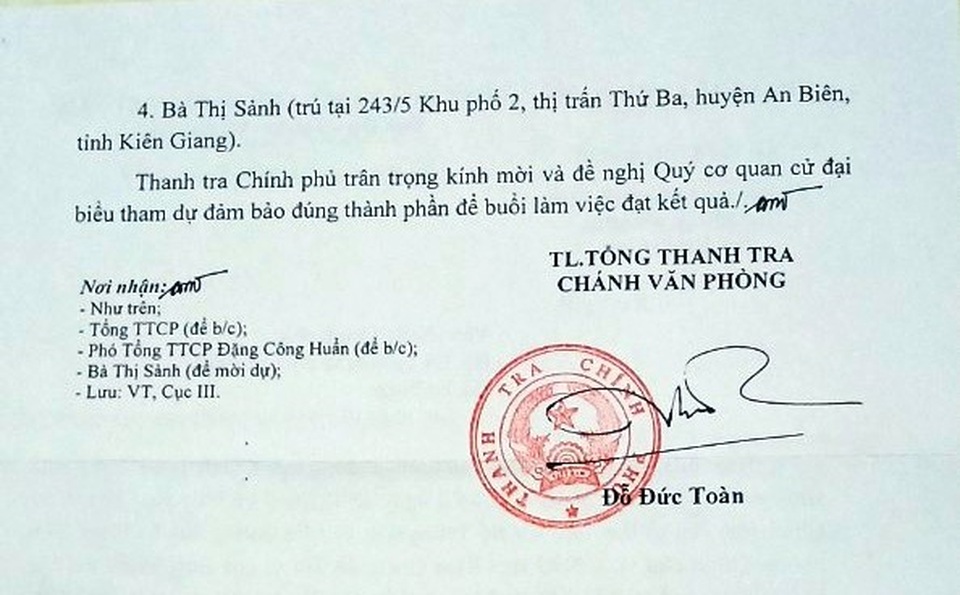 4. Bà Thị Sảnh (trú tại 243/5 Khu phố 2, thị trấn Thứ Ba, huyện An Biên,
tỉnh Kiên Giang).
Thanh tra Chính phủ trân trọng kính mời và đề nghị Quý cơ quan cử đại
biểu tham dự đảm bảo đúng thành phần để buổi làm việc đạt kết quả./.
TL.TỔNG THANH TRA
CHÁNH VĂN PHÒNG
Nơi nhận:
- Như trên;
- Tổng TTCP (để b/c);
- Phó Tổng TTCP Đặng Công Huẩn (để b/c);
- Bà Thị Sảnh (để mời dự);
- Lưu: VT, Cục III.
THANH TRA CHÍNH PHỦ
Đỗ Đức Toàn